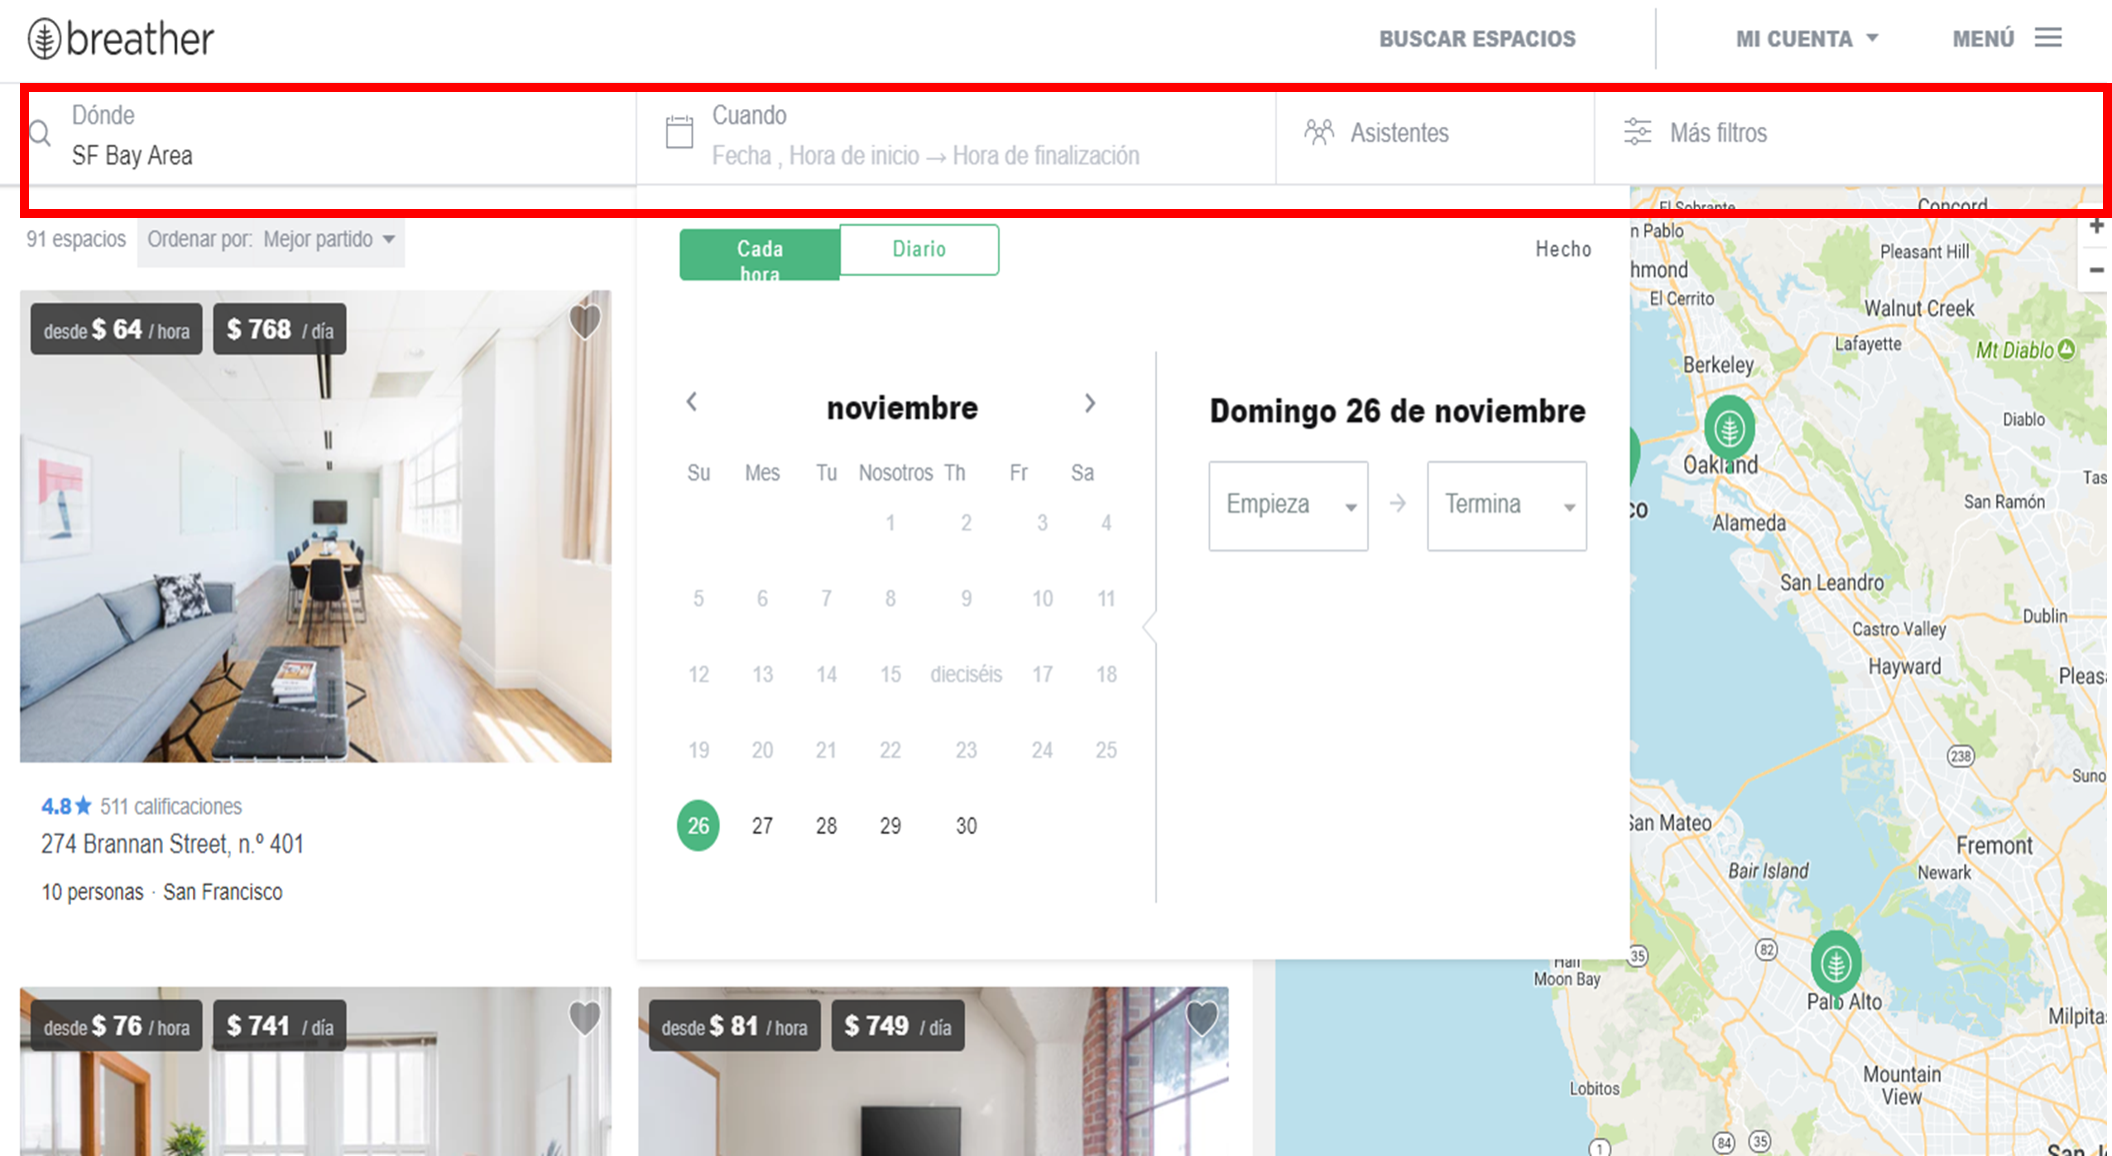 breather
BUSCAR ESPACIOS
MI CUENTA
MENÚ
Dónde
SF Bay Area
Cuando
Fecha , Hora de inicio → Hora de finalización
Asistentes
Más filtros
91 espacios
Ordenar por: Mejor partido
Cada
hora
Diario
Hecho
desde $ 64 / hora
$ 768 / día
4.8★ 511 calificaciones
274 Brannan Street, n.º 401
10 personas · San Francisco
noviembre
Su Mes Tu Nosotros Th Fr Sa
1 2 3 4
5 6 7 8 9 10 11
12 13 14 15 dieciséis 17 18
19 20 21 22 23 24 25
26 27 28 29 30
Domingo 26 de noviembre
Empieza → Termina
desde $ 76 / hora
$ 741 / día
desde $ 81 / hora
$ 749 / día
El Sobrante
Concord
n Pablo
+
Pleasant Hill
hmond
−
El Cerrito
Walnut Creek
Lafayette
Mt Diablo
Berkeley
Diablo
Oakland
Tas
San Ramón
co
Alameda
San Leandro
Dublin
Castro Valley
Hayward
Pleas
238
Suno
San Mateo
Fremont
Bair Island
Newark
82
35
Half
Moon Bay
Palo Alto
Milpita
Mountain
View
Lobitos
84
35
1
San J